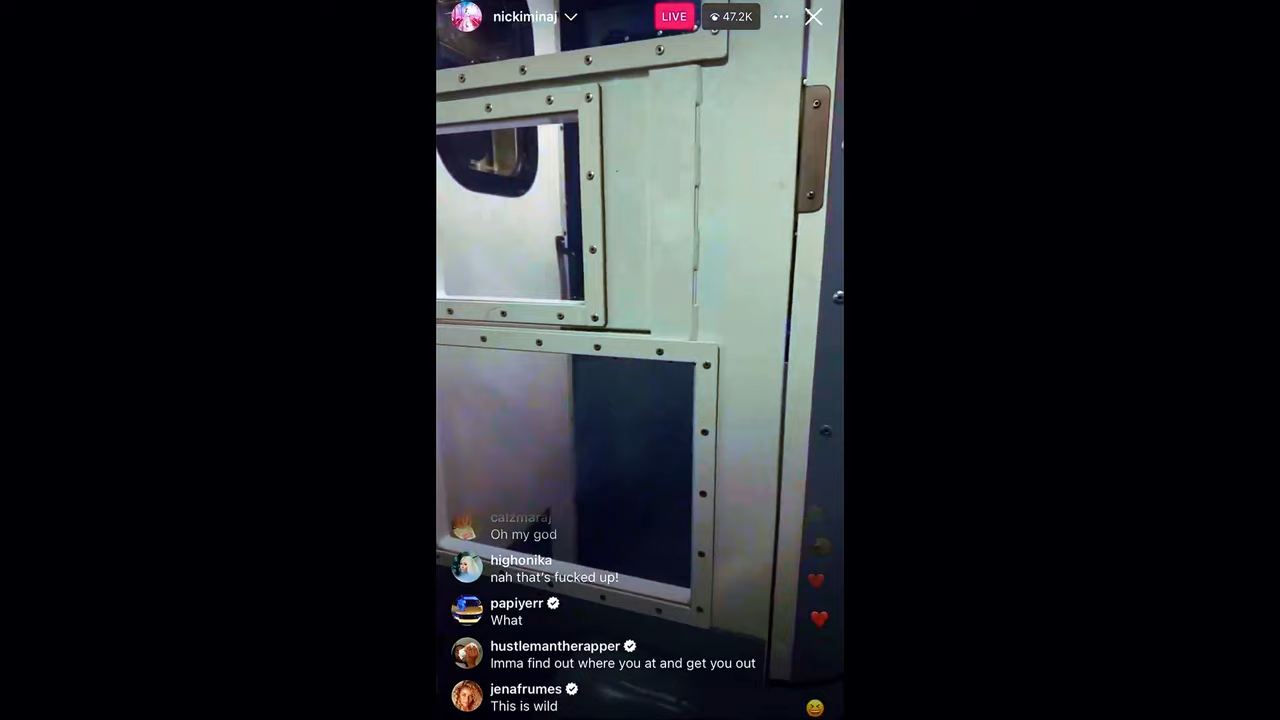 nickiminaj
LIVE
47.2K
calzmaraj
Oh my god
highonika
nah that's fucked up!
papiyerr
What
hustlemantherapper
Imma find out where you at and get you out
jenafrumes
This is wild